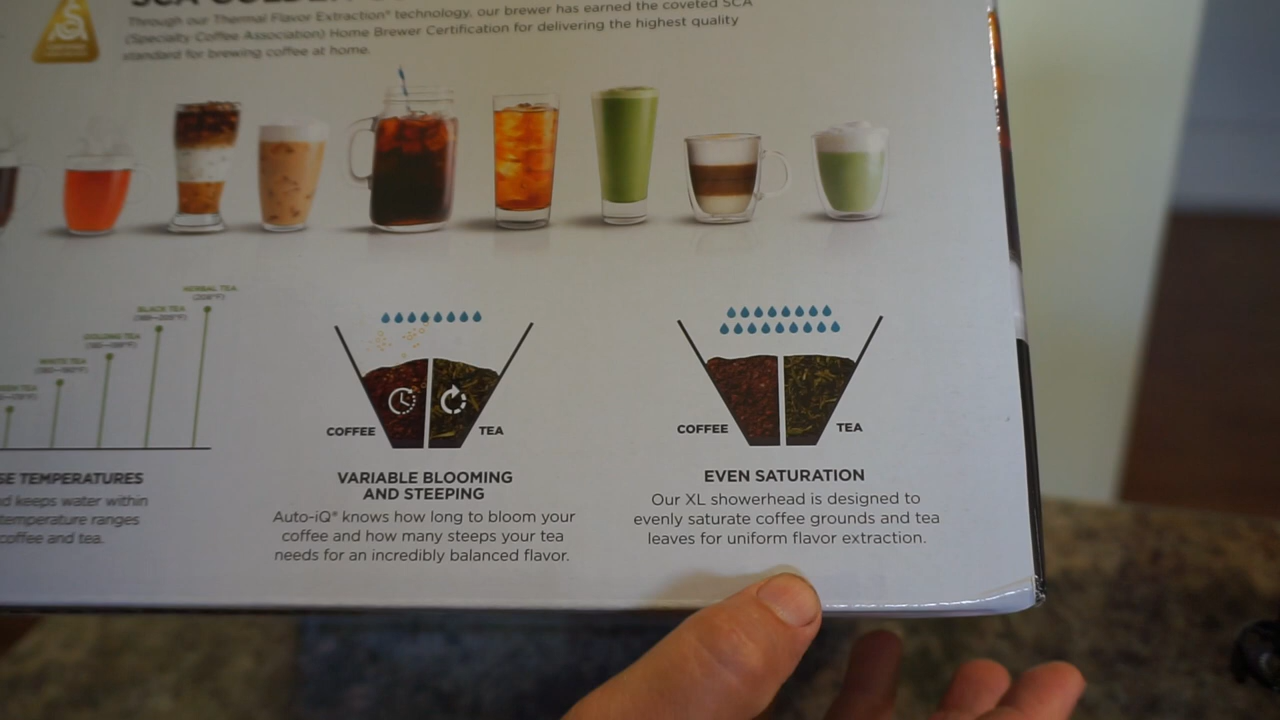 Through our Thermal Flavor Extraction® technology, our brewer has earned the coveted SCA
(Specialty Coffee Association) Home Brewer Certification for delivering the highest quality
standard for brewing coffee at home.
HERBAL TEA
(208°F)
BLACK TEA
OOLONG TEA
WHITE TEA
TEA
COFFEE
TEA
COFFEE
TEA
SE TEMPERATURES
d keeps water within
temperature ranges
coffee and tea.
VARIABLE BLOOMING
AND STEEPING
Auto-iQ® knows how long to bloom your
coffee and how many steeps your tea
needs for an incredibly balanced flavor.
EVEN SATURATION
Our XL showerhead is designed to
evenly saturate coffee grounds and tea
leaves for uniform flavor extraction.